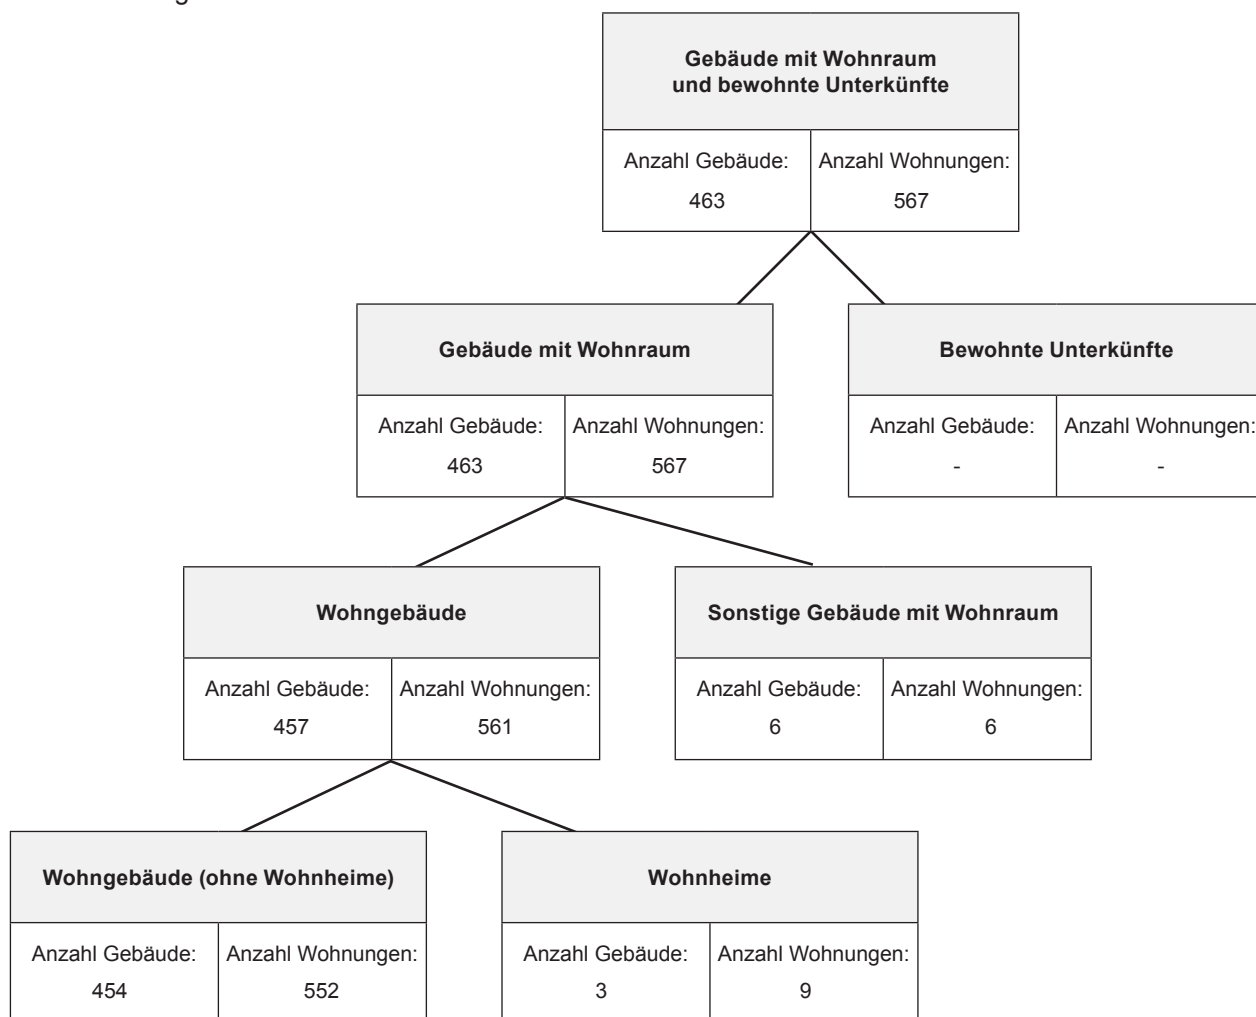 Gebäude mit Wohnraum
und bewohnte Unterkünfte
Anzahl Gebäude: Anzahl Wohnungen:
463 567
Gebäude mit Wohnraum
Bewohnte Unterkünfte
Anzahl Gebäude: Anzahl Wohnungen:
463 567
Anzahl Gebäude: Anzahl Wohnungen:
- -
Wohngebäude
Sonstige Gebäude mit Wohnraum
Anzahl Gebäude: Anzahl Wohnungen:
457 561
Anzahl Gebäude: Anzahl Wohnungen:
6 6
Wohngebäude (ohne Wohnheime)
Wohnheime
Anzahl Gebäude: Anzahl Wohnungen:
454 552
Anzahl Gebäude: Anzahl Wohnungen:
3 9